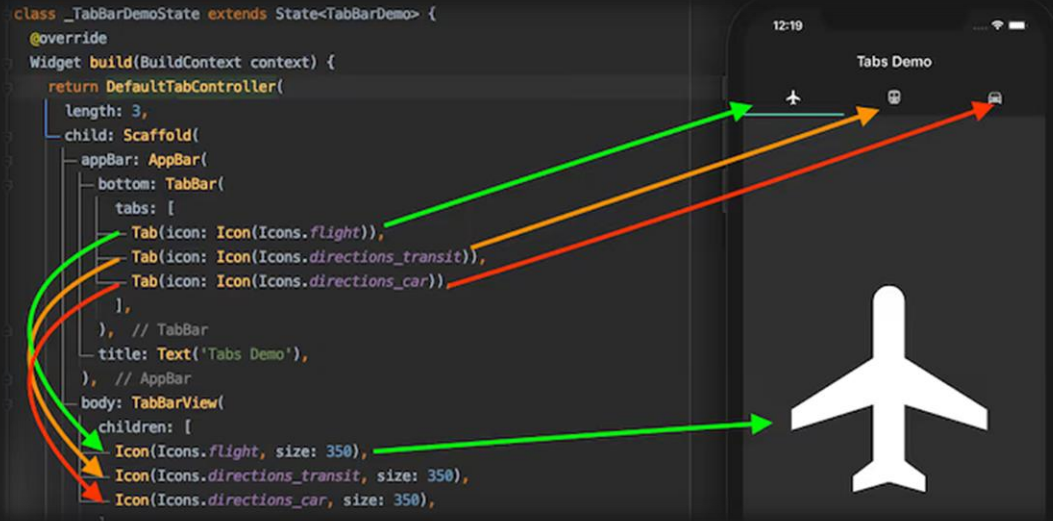 class _TabBarDemoState extends State<TabBarDemo> {
@override
Widget build(BuildContext context) {
return DefaultTabController(
length: 3,
child: Scaffold(
appBar: AppBar(
bottom: TabBar(
tabs: [
Tab(icon: Icon(Icons.flight)),
Tab(icon: Icon(Icons.directions_transit)),
Tab(icon: Icon(Icons.directions_car)),
],
), // TabBar
title: Text('Tabs Demo'),
), // AppBar
body: TabBarView(
children: [
Icon(Icons.flight, size: 350),
Icon(Icons.directions_transit, size: 350),
Icon(Icons.directions_car, size: 350),
12:19
Tabs Demo